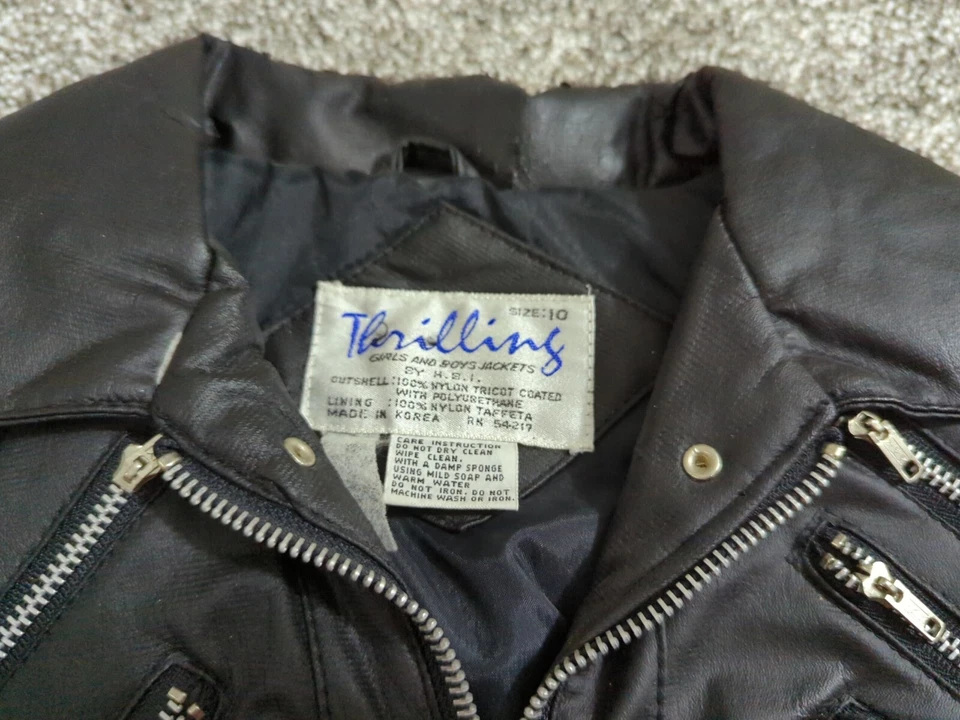 SIZE:10
Thrilling
GIRLS AND BOYS JACKETS
BY H.B.I.
OUTSHELL:100% NYLON TRICOT COATED
WITH POLYURETHANE
LINING :100% NYLON TAFFETA
MADE IN KOREA RN 54217
CARE INSTRUCTION
DO NOT DRY CLEAN
WIPE CLEAN.
WITH A DAMP SPONGE
USING MILD SOAP AND
WARM WATER
DO NOT IRON. DO NOT
MACHINE WASH OR IRON.